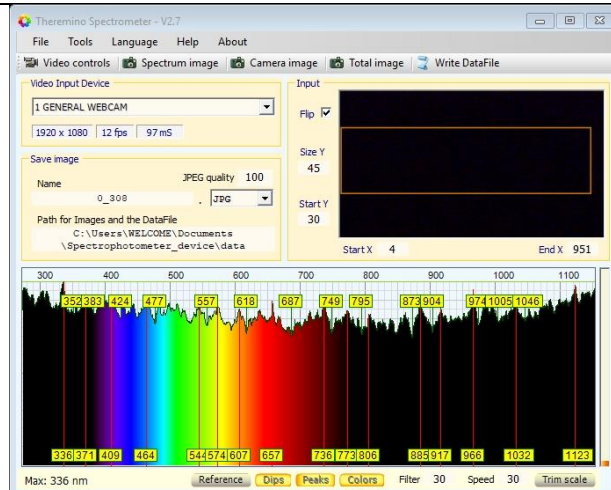 Theremino Spectrometer - V2.7
File Tools Language Help About
Video controls Spectrum image Camera image Total image Write DataFile
Video Input Device
1 GENERAL WEBCAM
1920 x 1080 12 fps 97 mS
Save image
Name JPEG quality 100
0_308 . JPG
Path for Images and the DataFile
C:\Users\WELCOME\Documents
\Spectrophotometer_device\data
Input
Flip
Size Y
45
Start Y
30
Start X 4 End X 951
300 400 500 600 700 800 900 1000 1100
352 383 424 477 557 618 687 749 795 873 904 974 1005 1046
336 371 409 464 544 574 607 657 736 773 806 885 917 966 1032 1123
Max: 336 nm Reference Dips Peaks Colors Filter 30 Speed 30 Trim scale